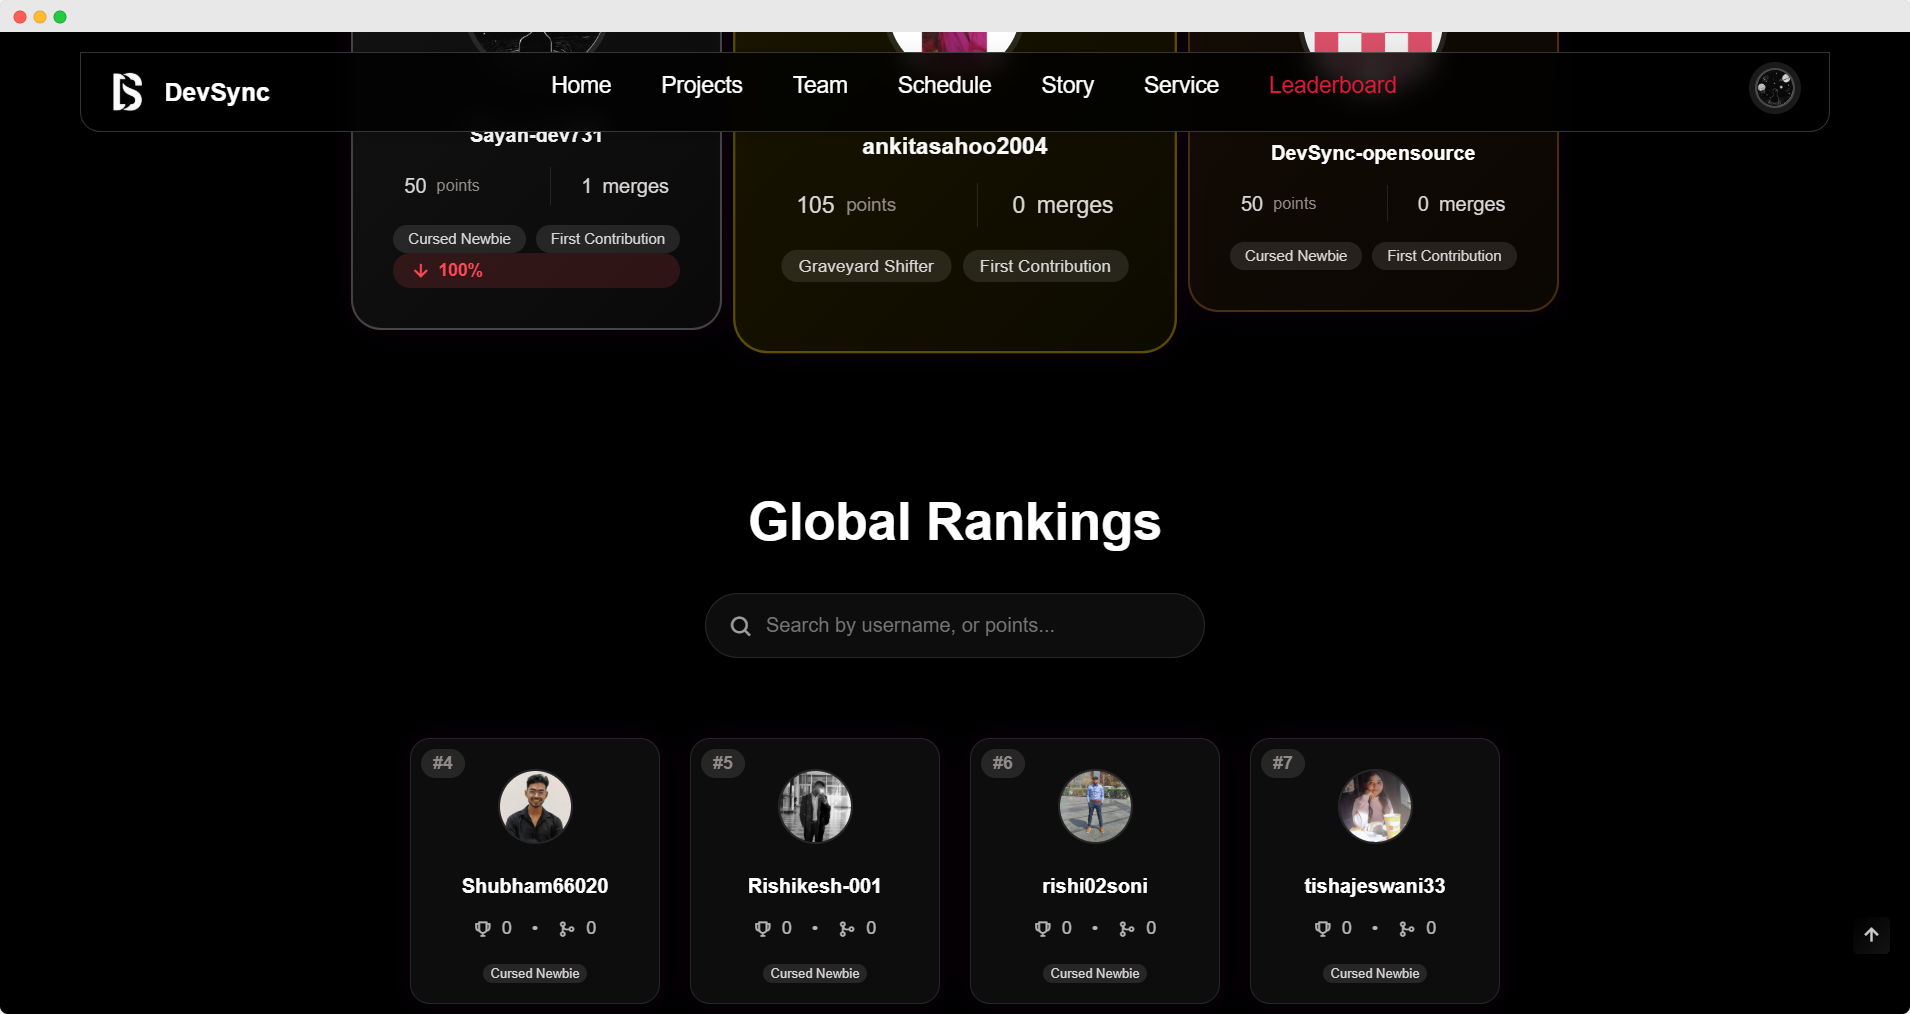 DevSync
Home Projects Team Schedule Story Service Leaderboard
Sayan-dev731
50 points 1 merges
Cursed Newbie First Contribution
100%
ankitasahoo2004
105 points 0 merges
Graveyard Shifter First Contribution
DevSync-opensource
50 points 0 merges
Cursed Newbie First Contribution
Global Rankings
Search by username, or points...
#4
Shubham66020
0 • 0
Cursed Newbie
#5
Rishikesh-001
0 • 0
Cursed Newbie
#6
rishi02soni
0 • 0
Cursed Newbie
#7
tishajeswani33
0 • 0
Cursed Newbie